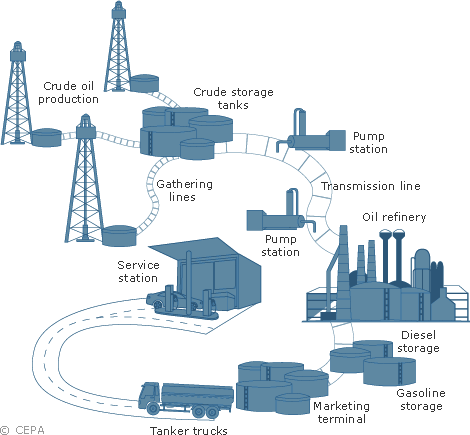 Crude oil
production
Crude storage
tanks
Pump
station
Gathering
lines
Transmission line
Pump
station
Oil refinery
Service
station
Diesel
storage
Gasoline
storage
Marketing
terminal
Tanker trucks
© CEPA